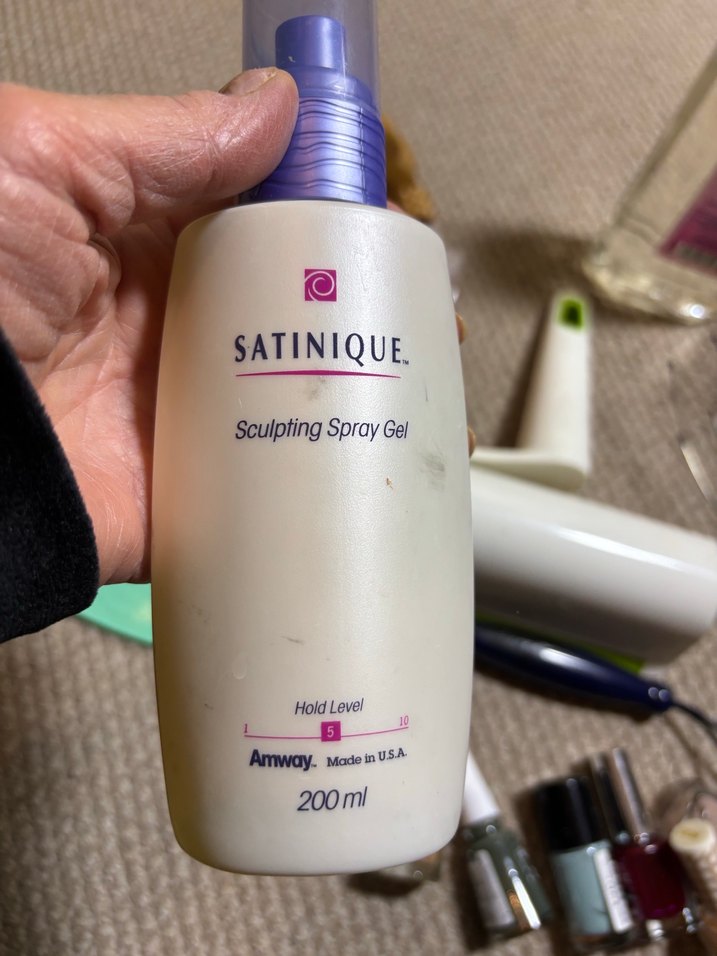 SATINIQUE™
Sculpting Spray Gel
Hold Level
1 5 10
Amway™ Made in U.S.A.
200 ml